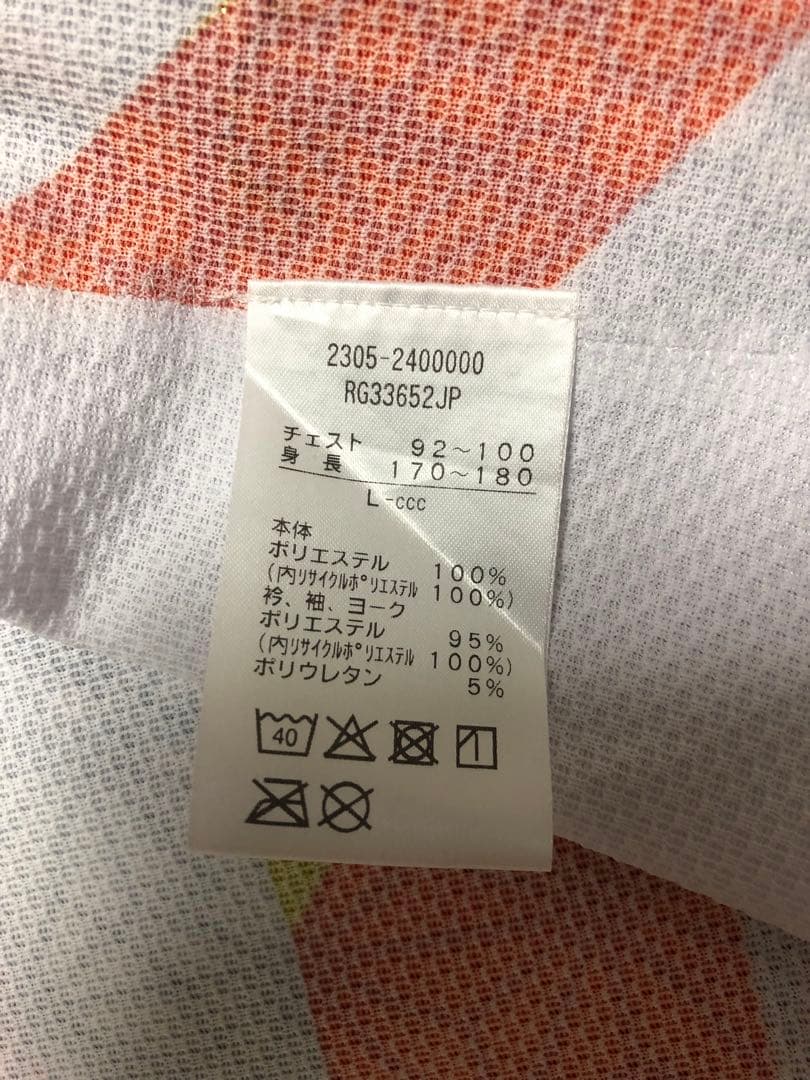 2305-2400000
RG33652JP
チェスト 92～100
身長 170～180
L-ccc
本体
ポリエステル 100%
(内リサイクルポリエステル 100%)
衿、袖、ヨーク
ポリエステル 95%
(内リサイクルポリエステル 100%)
ポリウレタン 5%
40